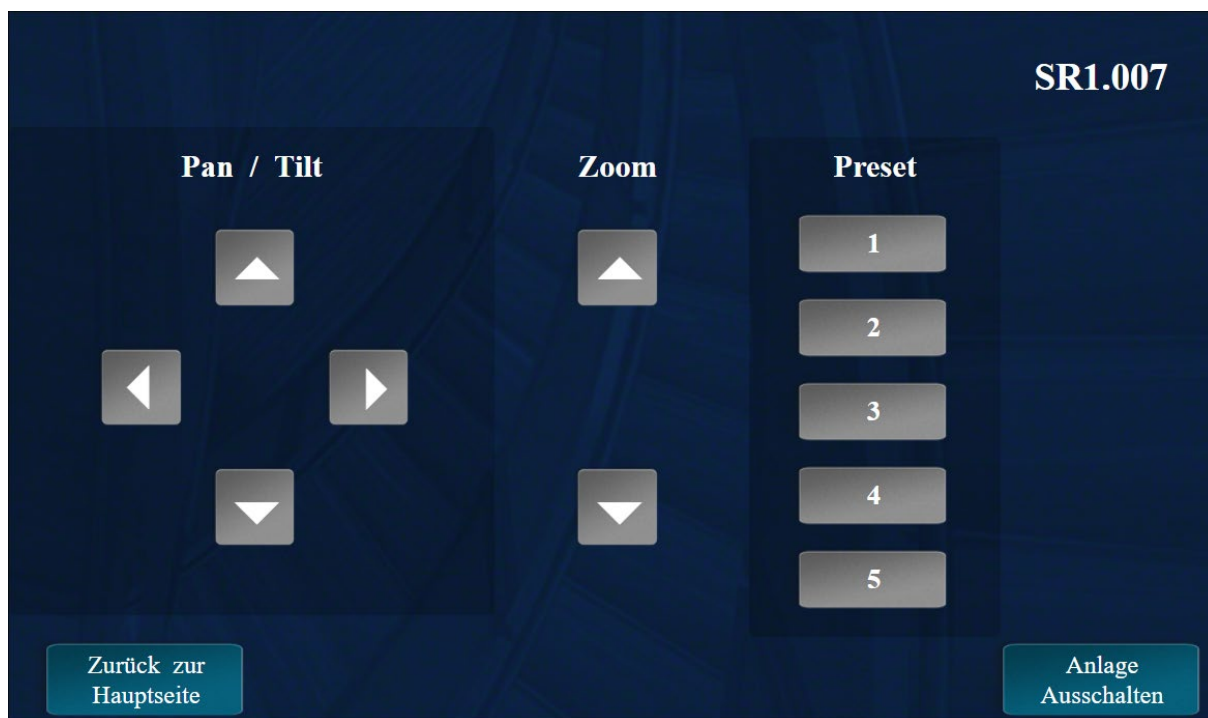 SR1.007
Pan / Tilt
Zoom
Preset
1
2
3
4
5
Zurück zur
Hauptseite
Anlage
Ausschalten